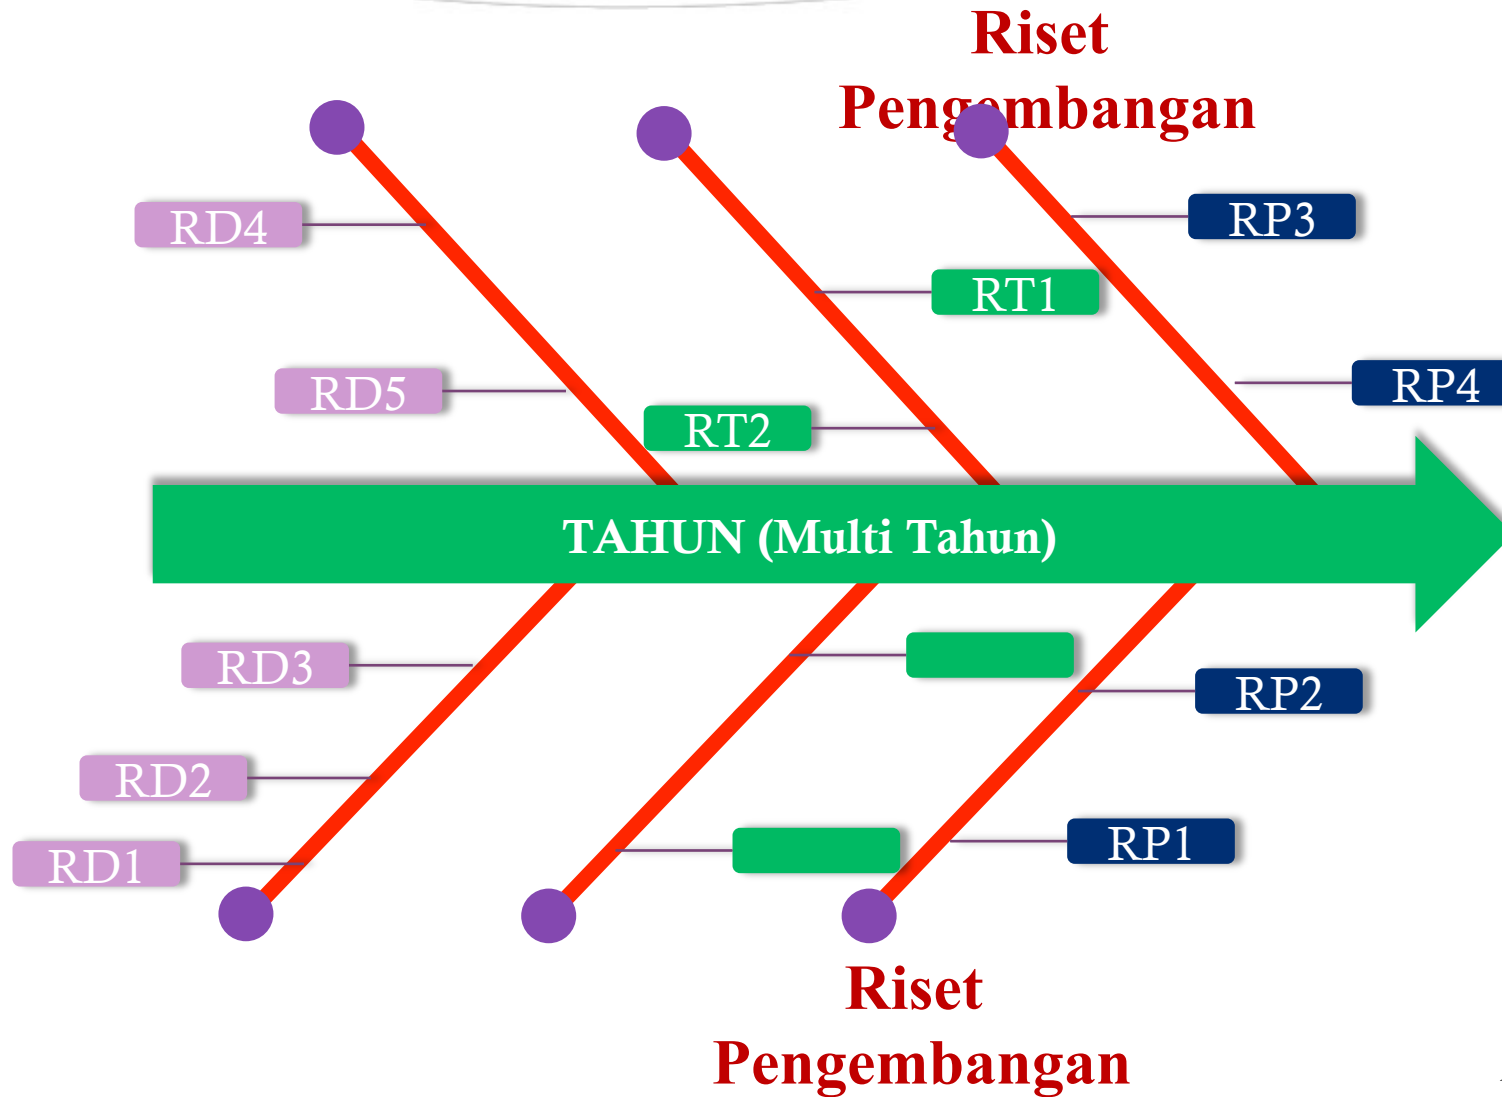 Riset
Pengembangan
RD4
RP3
RT1
RD5
RT2
RP4
TAHUN (Multi Tahun)
RD3
RP2
RD2
RP1
RD1
Riset
Pengembangan